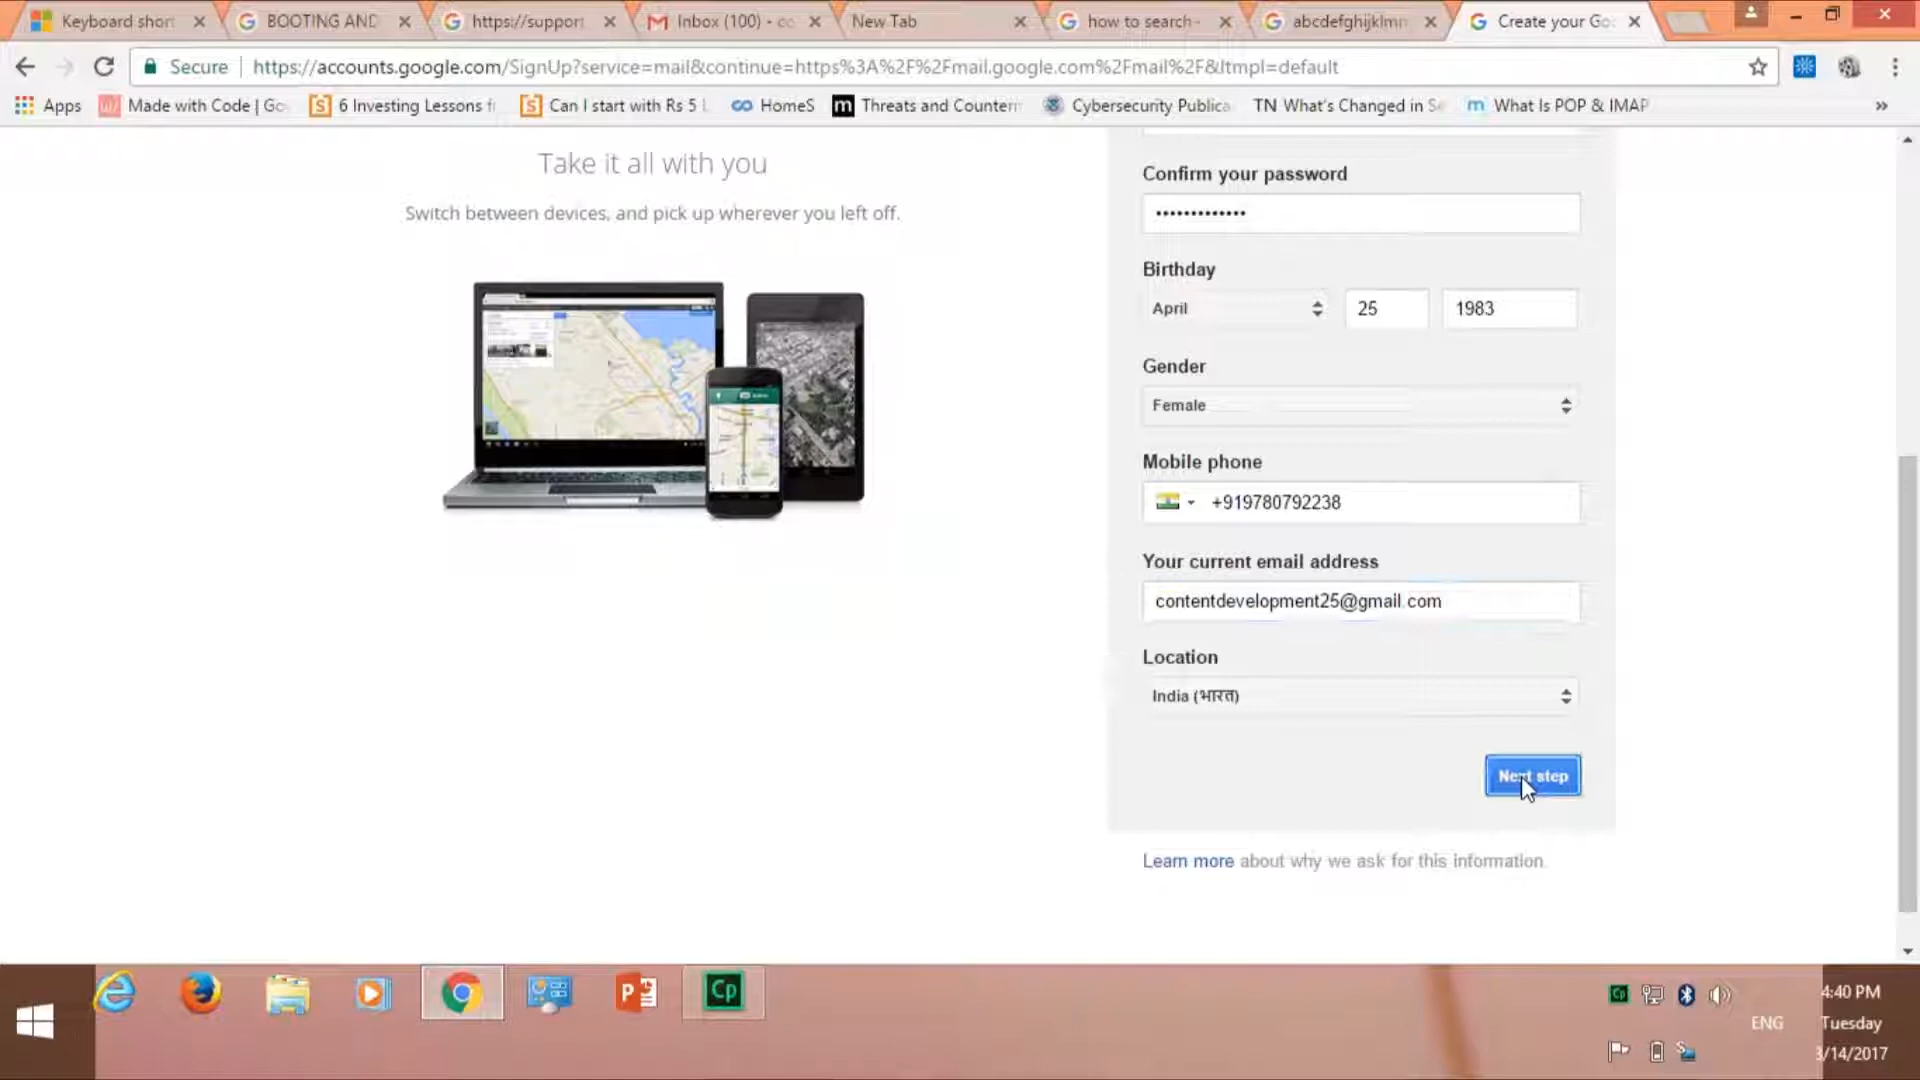 Keyboard short
BOOTING AND
https://support
Inbox (100) - co
New Tab
how to search -
abcdefghijklmn
Create your Go
Secure
https://accounts.google.com/SignUp?service=mail&continue=https%3A%2F%2Fmail.google.com%2Fmail%2F&ltmpl=default
Apps
Made with Code | Go
6 Investing Lessons f
Can I start with Rs 5 l
HomeS
Threats and Counterm
Cybersecurity Publica
TN What's Changed in Se
What Is POP & IMAP
Take it all with you
Switch between devices, and pick up wherever you left off.
Confirm your password
•••••••••••••
Birthday
April
25
1983
Gender
Female
Mobile phone
+919780792238
Your current email address
contentdevelopment25@gmail.com
Location
India (भारत)
Next step
Learn more about why we ask for this information.
Cp
4:40 PM
ENG
Tuesday
3/14/2017